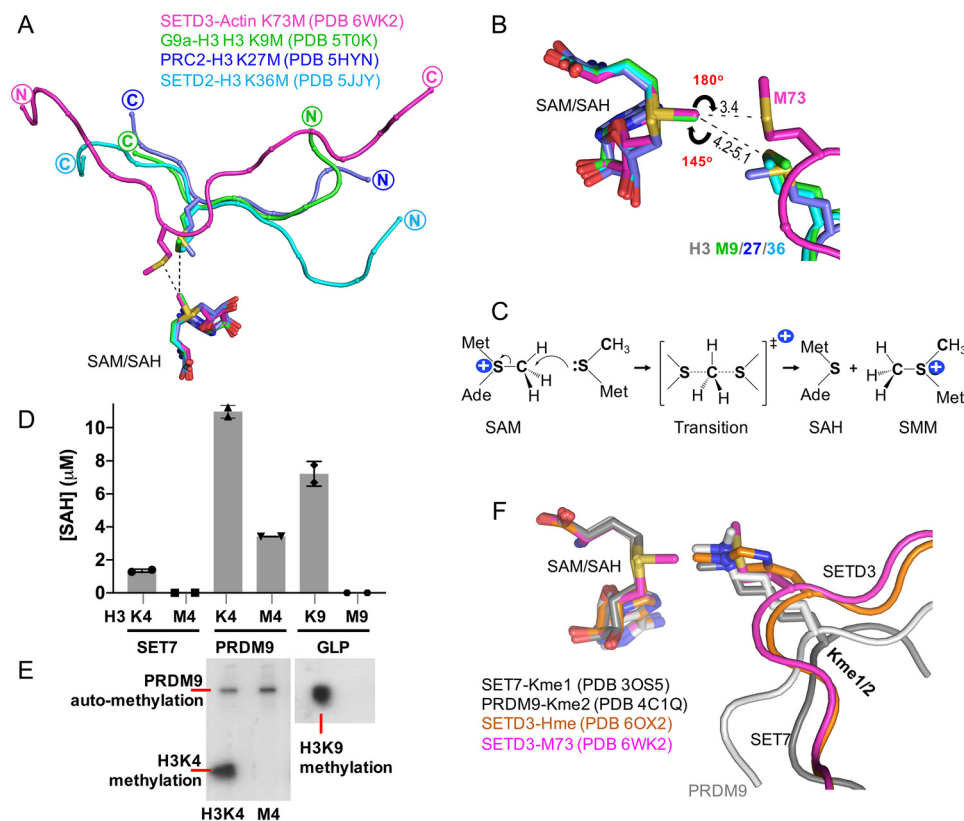 A
SETD3-Actin K73M (PDB 6WK2)
G9a-H3 H3 K9M (PDB 5T0K)
PRC2-H3 K27M (PDB 5HYN)
SETD2-H3 K36M (PDB 5JJY)
N
C
C
N
C
C
N
N
SAM/SAH
B
SAM/SAH
180º
3.4
M73
4.2-5.1
145º
H3 M9/27/36
C
Met
S
Ade
H
C
H
H
:S
CH₃
Met
S
H
C
H
H
S
‡
Met
S
Ade
+
H
C
H
H
S
CH₃
Met
SAM
Transition
SAH
SMM
D
[SAH] (μM)
10
8
6
4
2
0
H3 K4 M4 K4 M4 K9 M9
SET7 PRDM9 GLP
E
PRDM9
auto-methylation
H3K4
methylation
H3K9
methylation
H3K4 M4
F
SAM/SAH
SETD3
Kme1/2
SET7
PRDM9
SET7-Kme1 (PDB 3OS5)
PRDM9-Kme2 (PDB 4C1Q)
SETD3-Hme (PDB 6OX2)
SETD3-M73 (PDB 6WK2)